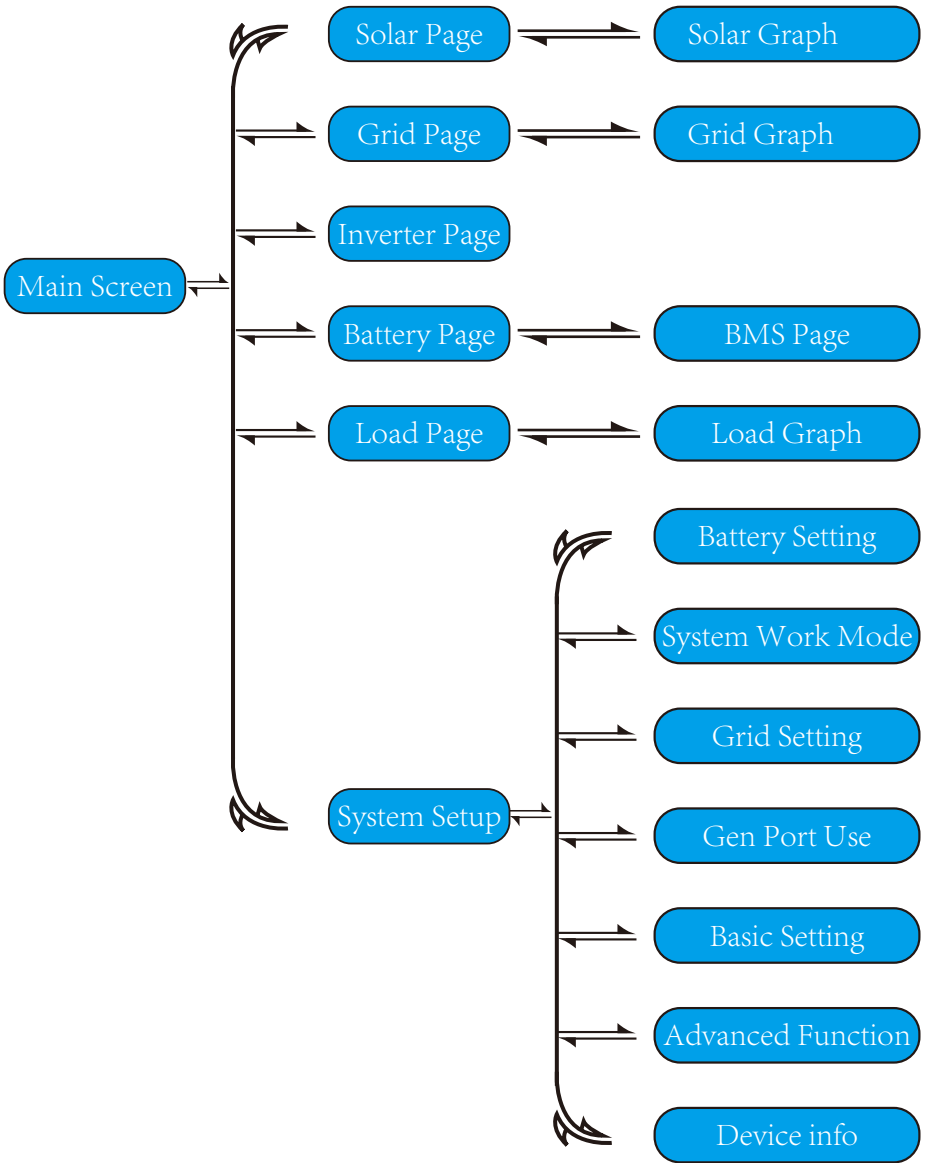 Solar Page
Solar Graph
Grid Page
Grid Graph
Inverter Page
Main Screen
Battery Page
BMS Page
Load Page
Load Graph
Battery Setting
System Work Mode
Grid Setting
System Setup
Gen Port Use
Basic Setting
Advanced Function
Device info